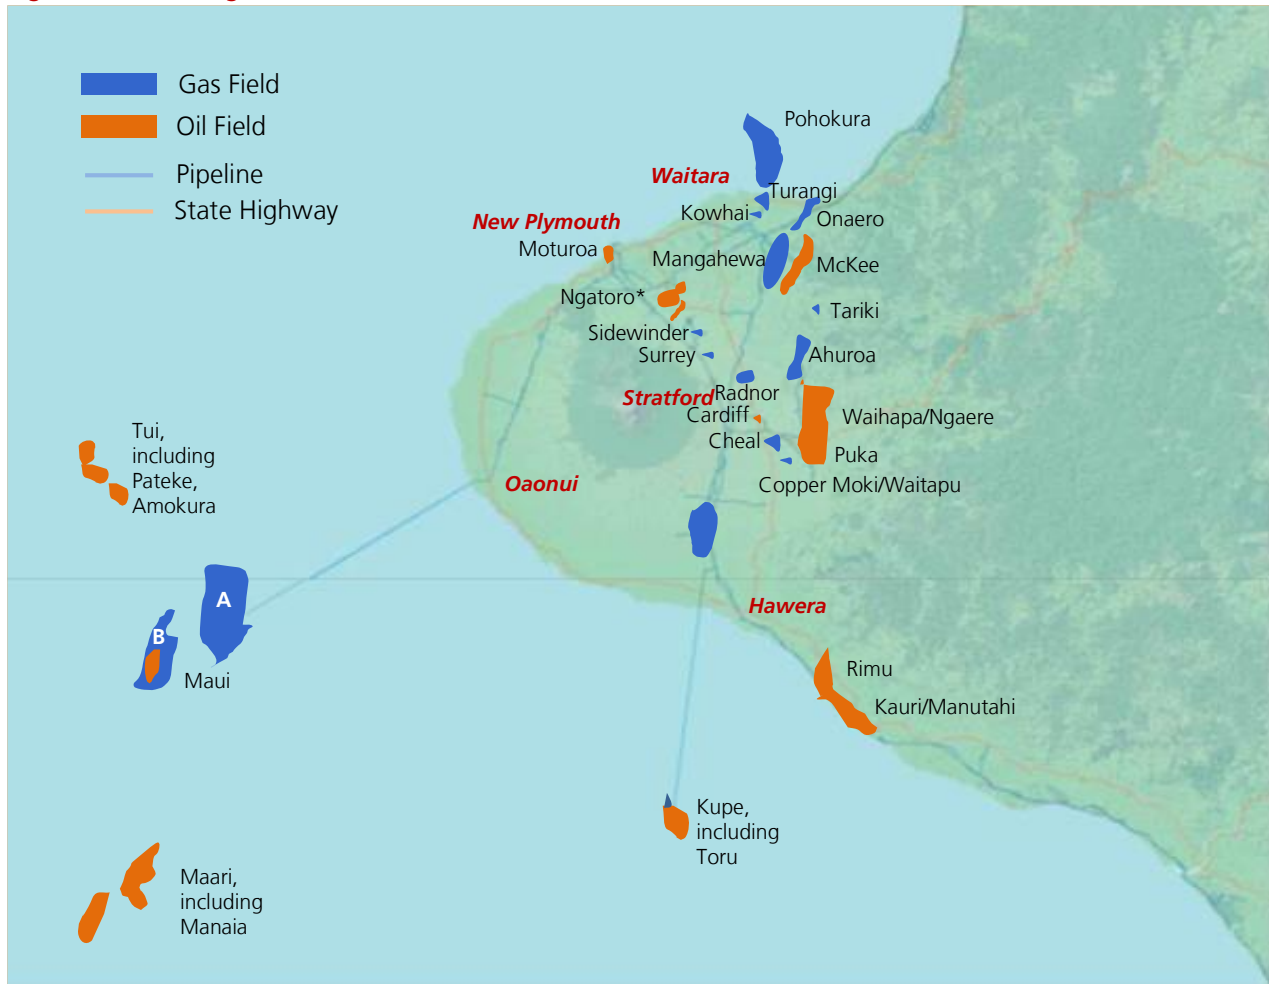 Gas Field
Oil Field
Pipeline
State Highway
Pohokura
Waitara
Turangi
Kowhai
Onaero
New Plymouth
Moturoa
Mangahewa
McKee
Ngatoro*
Tariki
Sidewinder
Surrey
Ahuroa
Radnor
Stratford
Cardiff
Waihapa/Ngaere
Cheal
Puka
Copper Moki/Waitapu
Tui,
including
Pateke,
Amokura
Oaonui
A
B
Maui
Hawera
Rimu
Kauri/Manutahi
Kupe,
including
Toru
Maari,
including
Manaia